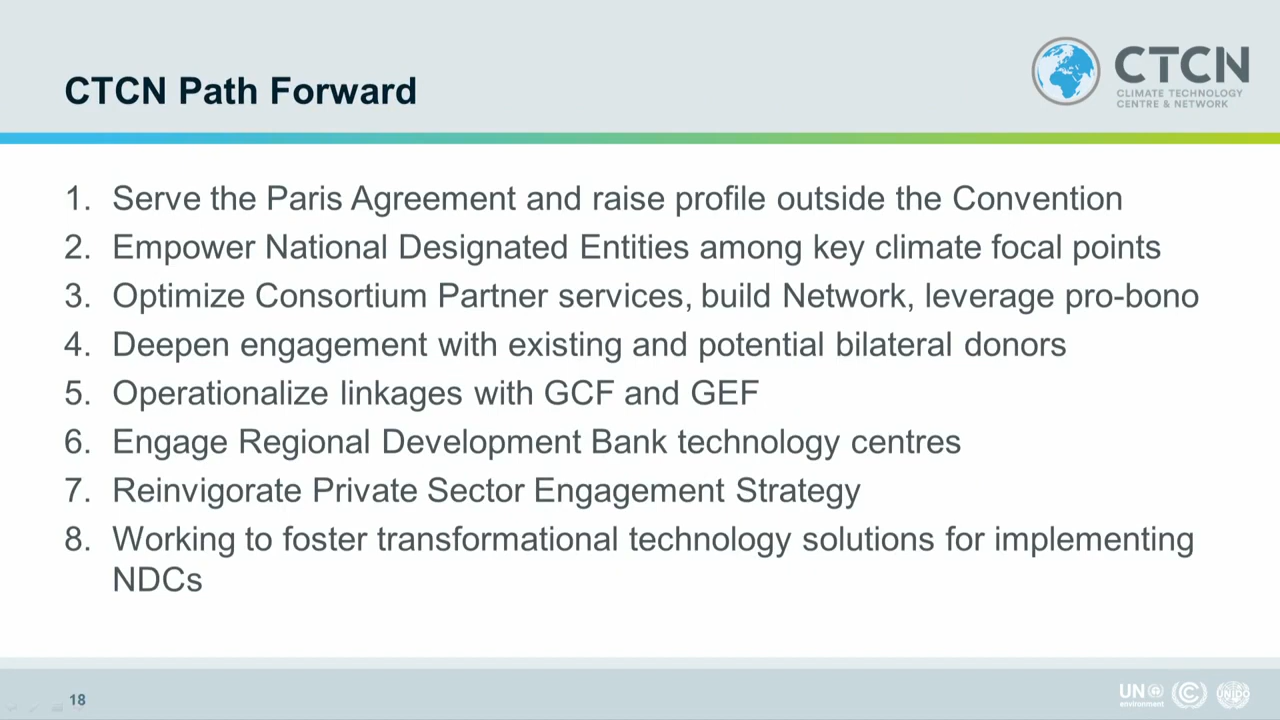 CTCN Path Forward
CTCN
CLIMATE TECHNOLOGY
CENTRE & NETWORK
1. Serve the Paris Agreement and raise profile outside the Convention
2. Empower National Designated Entities among key climate focal points
3. Optimize Consortium Partner services, build Network, leverage pro-bono
4. Deepen engagement with existing and potential bilateral donors
5. Operationalize linkages with GCF and GEF
6. Engage Regional Development Bank technology centres
7. Reinvigorate Private Sector Engagement Strategy
8. Working to foster transformational technology solutions for implementing
NDCs
18
UN
environment
UNIDO